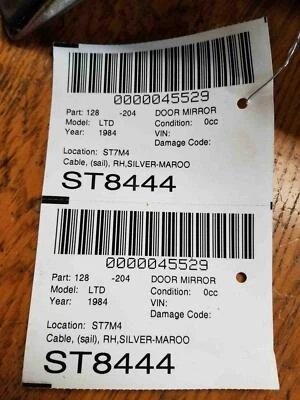 0000045529
Part: 128 -204 DOOR MIRROR
Model: LTD Condition: 0cc
Year: 1984 VIN:
Damage Code:
Location: ST7M4
Cable, (sail), RH,SILVER-MAROO
ST8444
0000045529
Part: 128 -204 DOOR MIRROR
Model: LTD Condition: 0cc
Year: 1984 VIN:
Damage Code:
Location: ST7M4
Cable, (sail), RH,SILVER-MAROO
ST8444